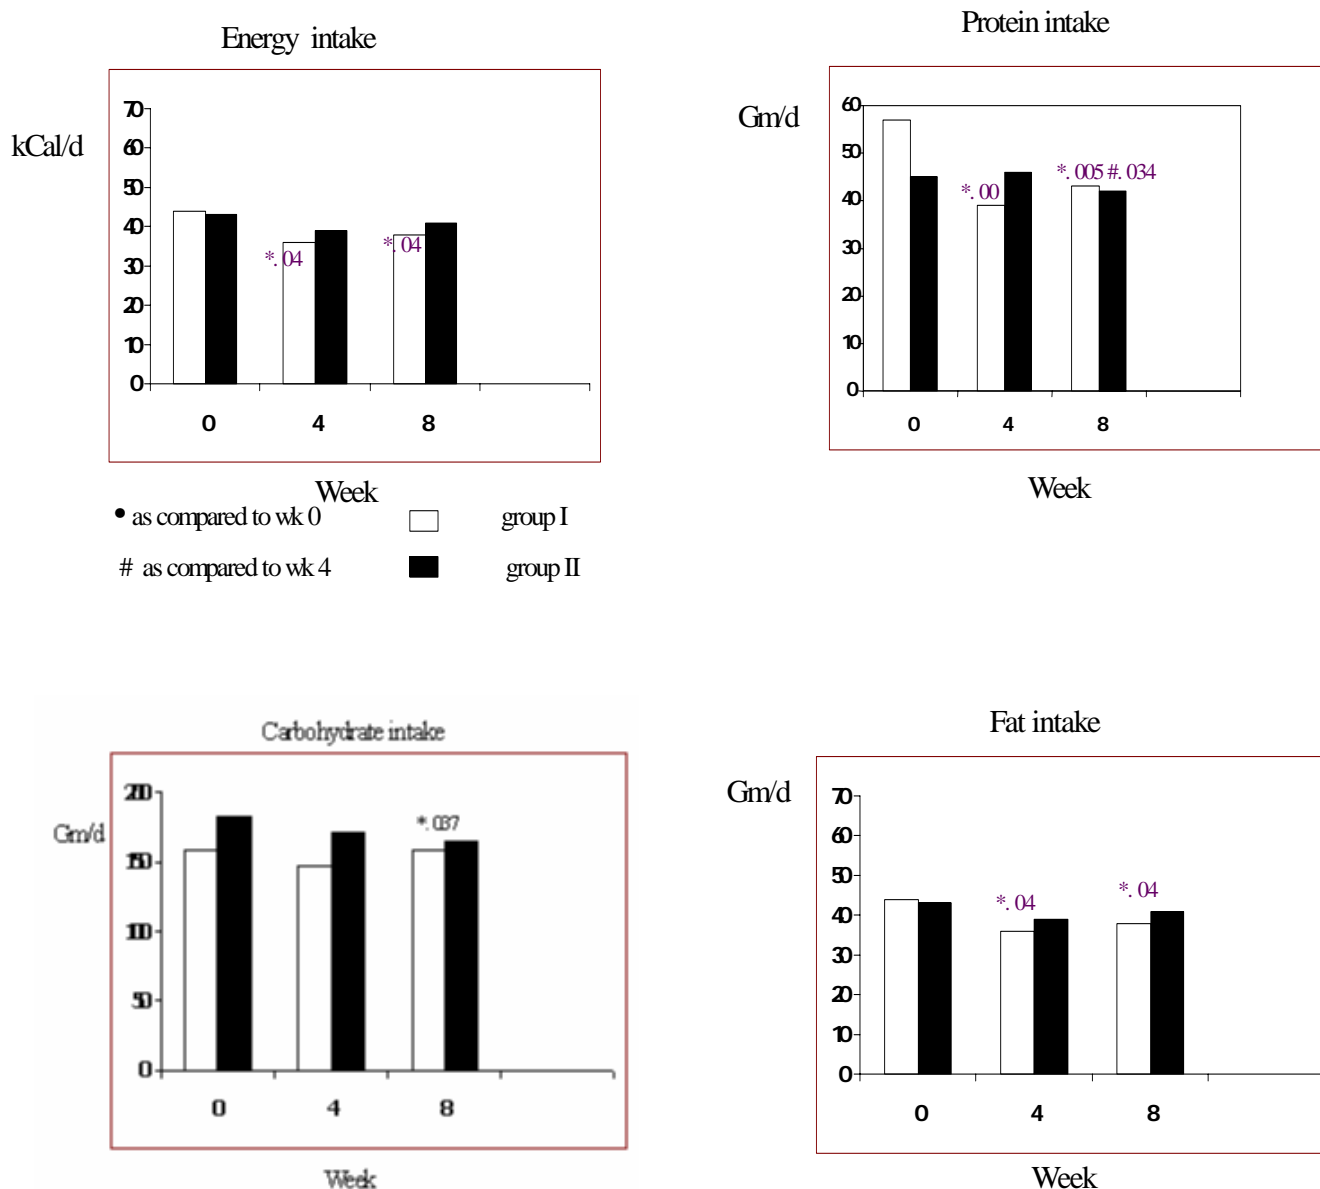 Energy intake
kCal/d
70
60
50
40
30
20
10
0
*. 04
*. 04
0 4 8
Week
• as compared to wk 0 group I
# as compared to wk 4 group II
Protein intake
Gm/d
60
50
40
30
20
10
0
*. 00
*. 005 #. 034
0 4 8
Week
Carbohydrate intake
Gm/d
200
150
100
50
0
*. 037
0 4 8
Week
Fat intake
Gm/d
70
60
50
40
30
20
10
0
*. 04
*. 04
0 4 8
Week